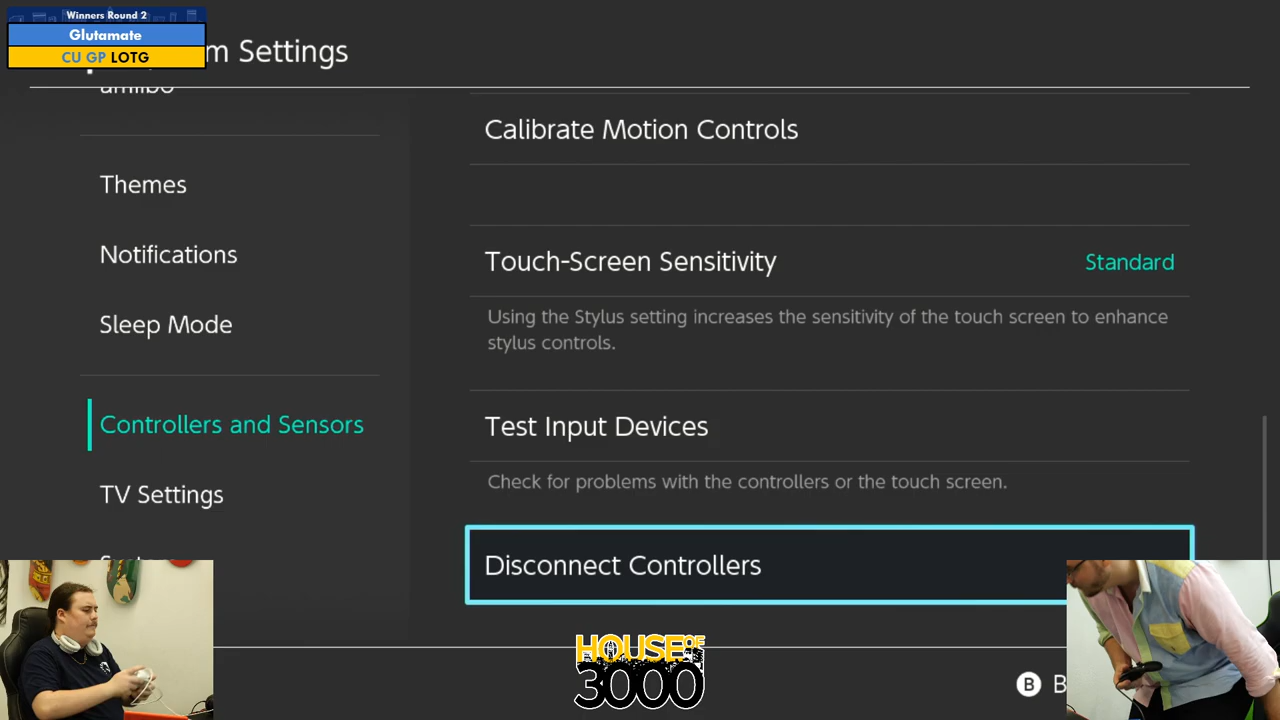 Winners Round 2
Glutamate
CU GP LOTG
m Settings
amiibo
Themes
Notifications
Sleep Mode
Controllers and Sensors
TV Settings
Calibrate Motion Controls
Touch-Screen Sensitivity Standard
Using the Stylus setting increases the sensitivity of the touch screen to enhance
stylus controls.
Test Input Devices
Check for problems with the controllers or the touch screen.
Disconnect Controllers
HOUSE OF
3000
B B